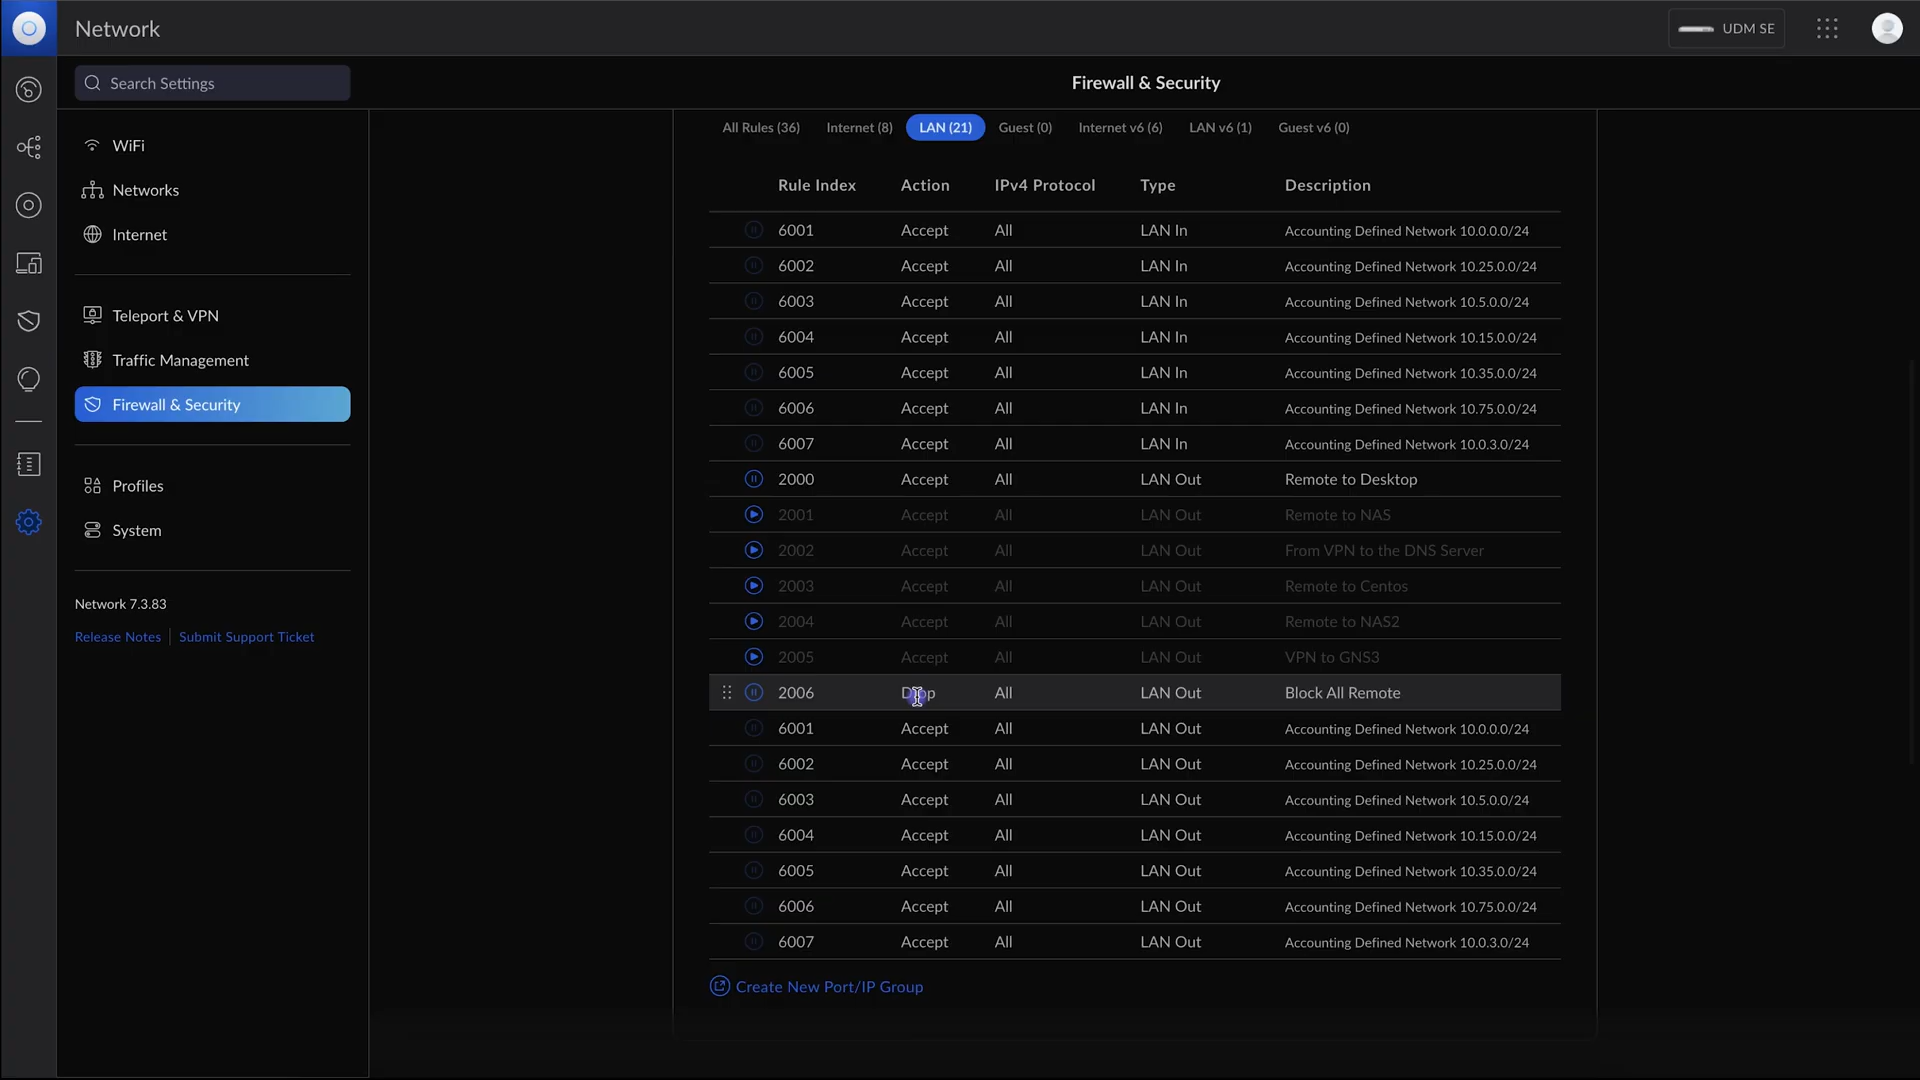 Network
UDM SE
Search Settings
Firewall & Security
WiFi
Networks
Internet
Teleport & VPN
Traffic Management
Firewall & Security
Profiles
System
Network 7.3.83
Release Notes | Submit Support Ticket
All Rules (36) Internet (8) LAN (21) Guest (0) Internet v6 (6) LAN v6 (1) Guest v6 (0)
Rule Index Action IPv4 Protocol Type Description
6001 Accept All LAN In Accounting Defined Network 10.0.0.0/24
6002 Accept All LAN In Accounting Defined Network 10.25.0.0/24
6003 Accept All LAN In Accounting Defined Network 10.5.0.0/24
6004 Accept All LAN In Accounting Defined Network 10.15.0.0/24
6005 Accept All LAN In Accounting Defined Network 10.35.0.0/24
6006 Accept All LAN In Accounting Defined Network 10.75.0.0/24
6007 Accept All LAN In Accounting Defined Network 10.0.3.0/24
2000 Accept All LAN Out Remote to Desktop
2001 Accept All LAN Out Remote to NAS
2002 Accept All LAN Out From VPN to the DNS Server
2003 Accept All LAN Out Remote to Centos
2004 Accept All LAN Out Remote to NAS2
2005 Accept All LAN Out VPN to GNS3
2006 Drop All LAN Out Block All Remote
6001 Accept All LAN Out Accounting Defined Network 10.0.0.0/24
6002 Accept All LAN Out Accounting Defined Network 10.25.0.0/24
6003 Accept All LAN Out Accounting Defined Network 10.5.0.0/24
6004 Accept All LAN Out Accounting Defined Network 10.15.0.0/24
6005 Accept All LAN Out Accounting Defined Network 10.35.0.0/24
6006 Accept All LAN Out Accounting Defined Network 10.75.0.0/24
6007 Accept All LAN Out Accounting Defined Network 10.0.3.0/24
Create New Port/IP Group